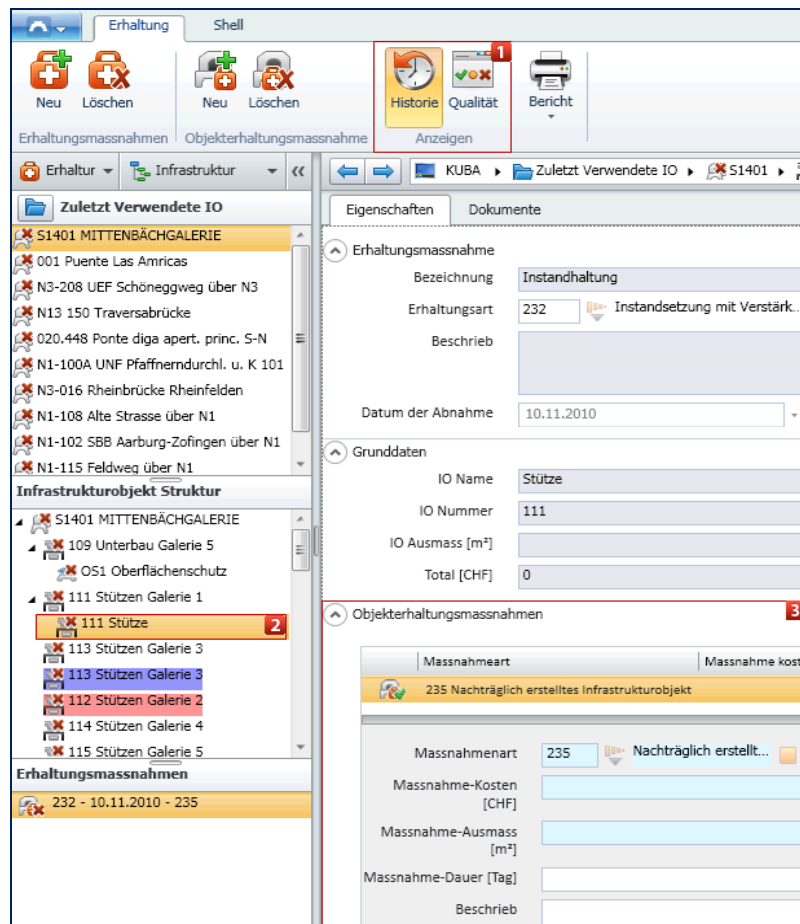 Erhaltung Shell
1
Neu Löschen Neu Löschen Historie Qualität Bericht
Erhaltungsmassnahmen Objekterhaltungsmassnahme Anzeigen
Erhaltur Infrastruktur
KUBA Zuletzt Verwendete IO S1401
Zuletzt Verwendete IO
S1401 MITTENBÄCHGALERIE
001 Puente Las Amricas
N3-208 UEF Schöneggweg über N3
N13 150 Traversabrücke
020.448 Ponte diga apert. princ. S-N
N1-100A UNF Pfaffnerndurchl. u. K 101
N3-016 Rheinbrücke Rheinfelden
N1-108 Alte Strasse über N1
N1-102 SBB Aarburg-Zofingen über N1
N1-115 Feldweg über N1
Infrastrukturobjekt Struktur
S1401 MITTENBÄCHGALERIE
109 Unterbau Galerie 5
OS1 Oberflächenschutz
111 Stützen Galerie 1
111 Stütze 2
113 Stützen Galerie 3
113 Stützen Galerie 3
112 Stützen Galerie 2
114 Stützen Galerie 4
115 Stützen Galerie 5
Erhaltungsmassnahmen
232 - 10.11.2010 - 235
Eigenschaften Dokumente
Erhaltungsmassnahme
Bezeichnung Instandhaltung
Erhaltungsart 232 Instandsetzung mit Verstärk...
Beschrieb
Datum der Abnahme 10.11.2010
Grunddaten
IO Name Stütze
IO Nummer 111
IO Ausmass [m²]
Total [CHF] 0
Objekterhaltungsmassnahmen 3
Massnahmeart Massnahme kost
235 Nachträglich erstelltes Infrastrukturobjekt
Massnahmenart 235 Nachträglich erstellt...
Massnahme-Kosten
[CHF]
Massnahme-Ausmass
[m²]
Massnahme-Dauer [Tag]
Beschrieb